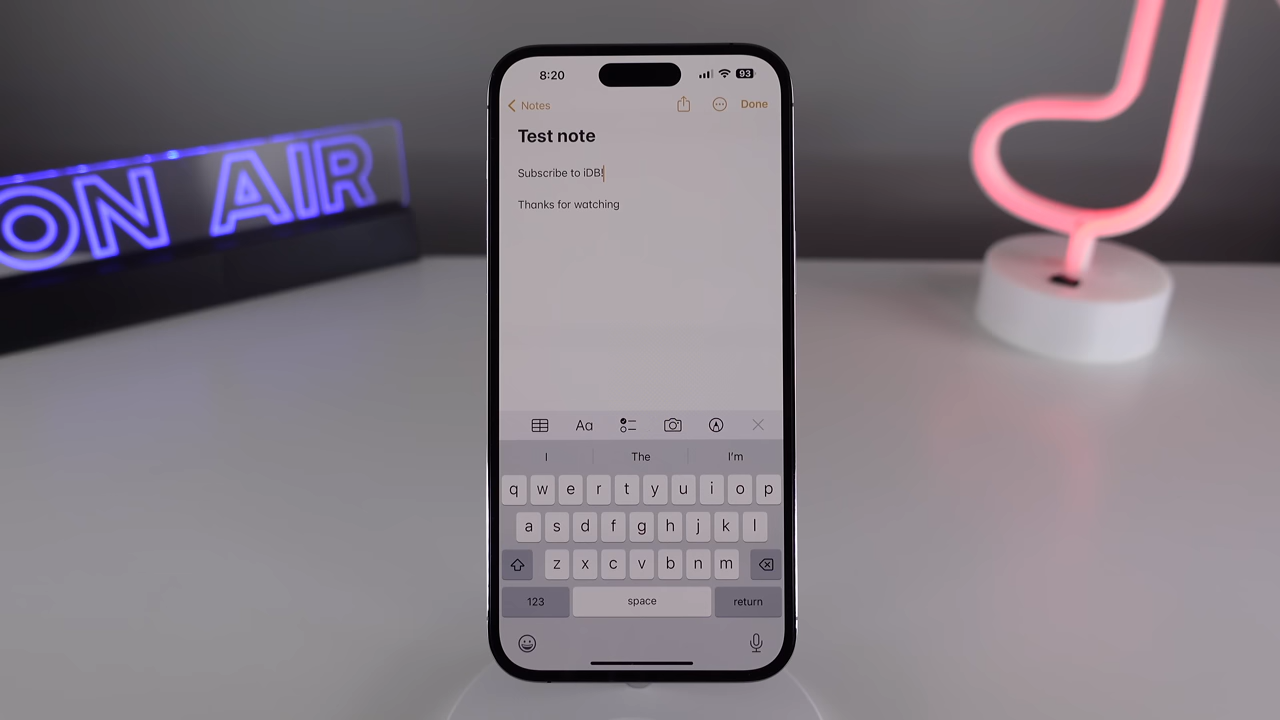 ON AIR
8:20
93
Notes
Done
Test note
Subscribe to iDB!
Thanks for watching
Aa
I The I'm
q w e r t y u i o p
a s d f g h j k l
z x c v b n m
123 space return